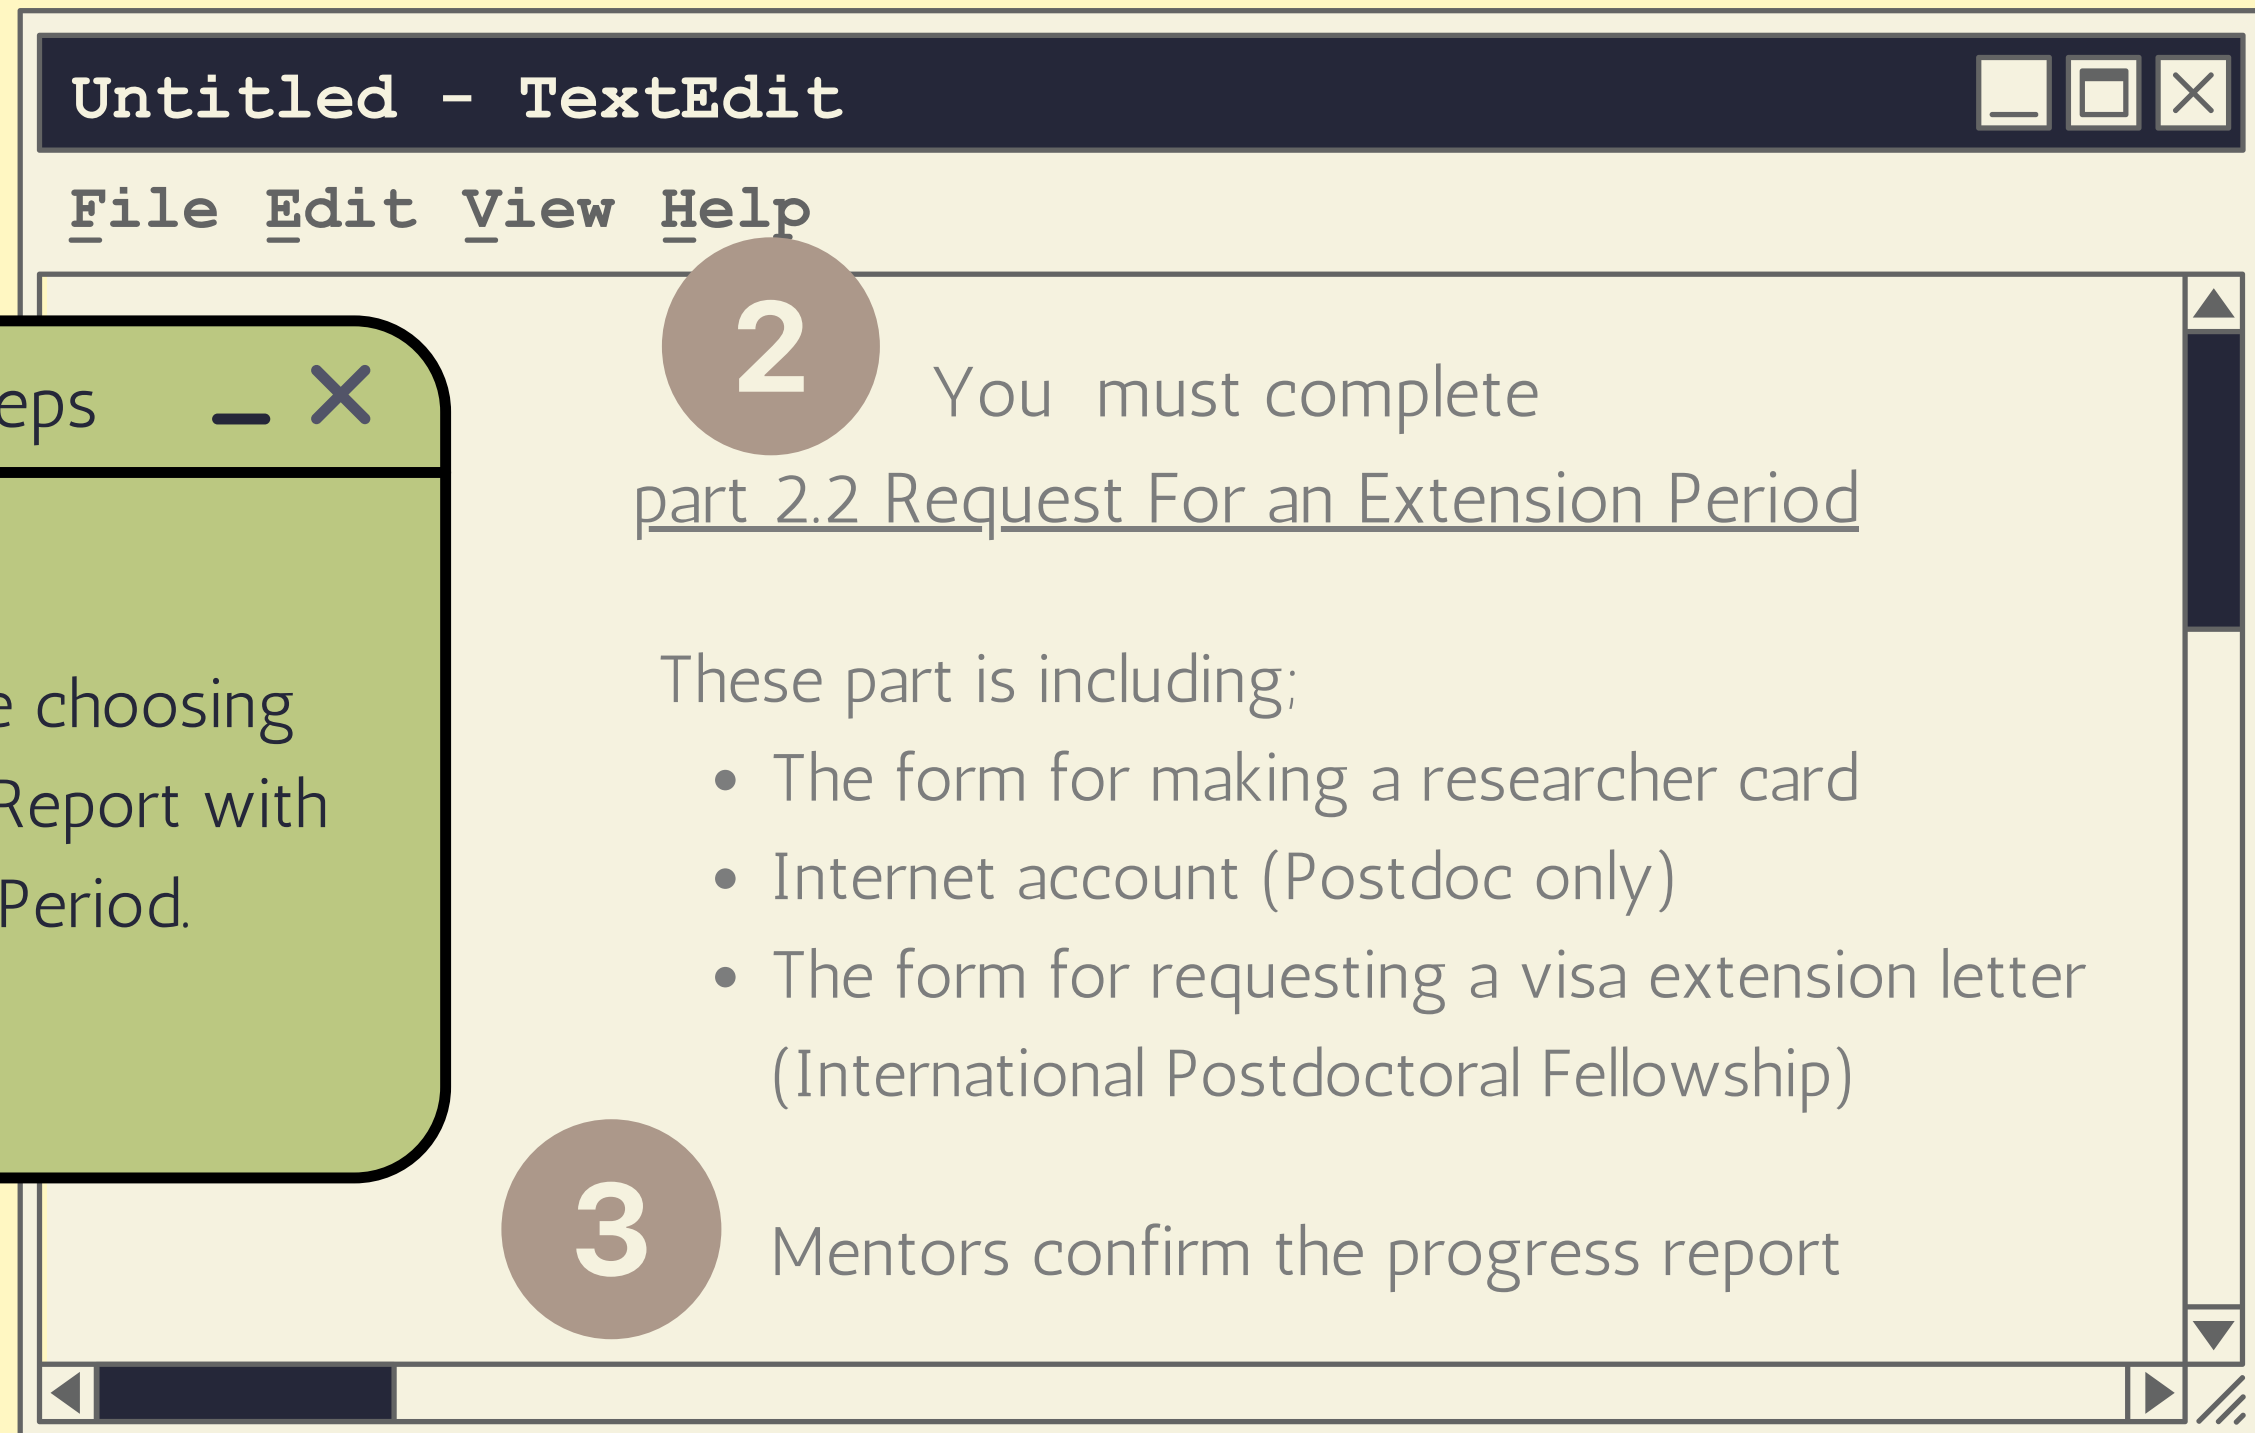 Untitled - TextEdit
File Edit View Help
eps
choosing
Report with
Period.
2
You must complete
part 2.2 Request For an Extension Period
These part is including;
• The form for making a researcher card
• Internet account (Postdoc only)
• The form for requesting a visa extension letter
(International Postdoctoral Fellowship)
3
Mentors confirm the progress report